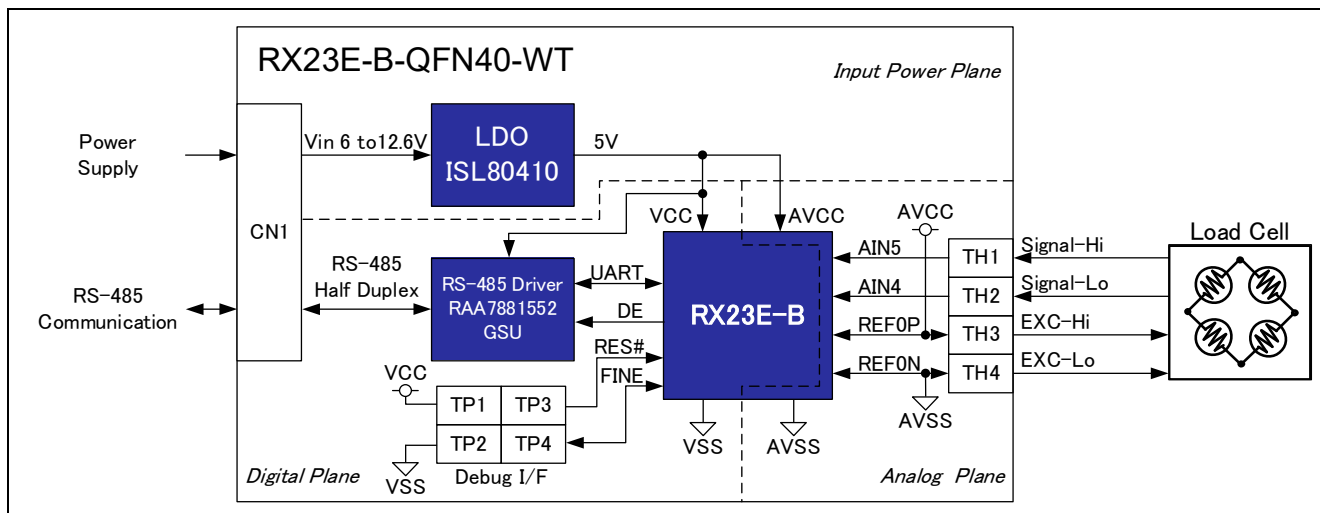 RX23E-B-QFN40-WT
Input Power Plane
Power
Supply
Vin 6 to12.6V
LDO
ISL80410
5V
CN1
VCC
AVCC
AVCC
Load Cell
RS-485
Communication
RS-485
Half Duplex
RS-485 Driver
RAA7881552
GSU
UART
DE
RES#
FINE
RX23E-B
AIN5
AIN4
REF0P
REF0N
TH1
TH2
TH3
TH4
Signal-Hi
Signal-Lo
EXC-Hi
EXC-Lo
VCC
TP1
TP3
TP2
TP4
VSS
Debug I/F
VSS
AVSS
AVSS
Digital Plane
Analog Plane